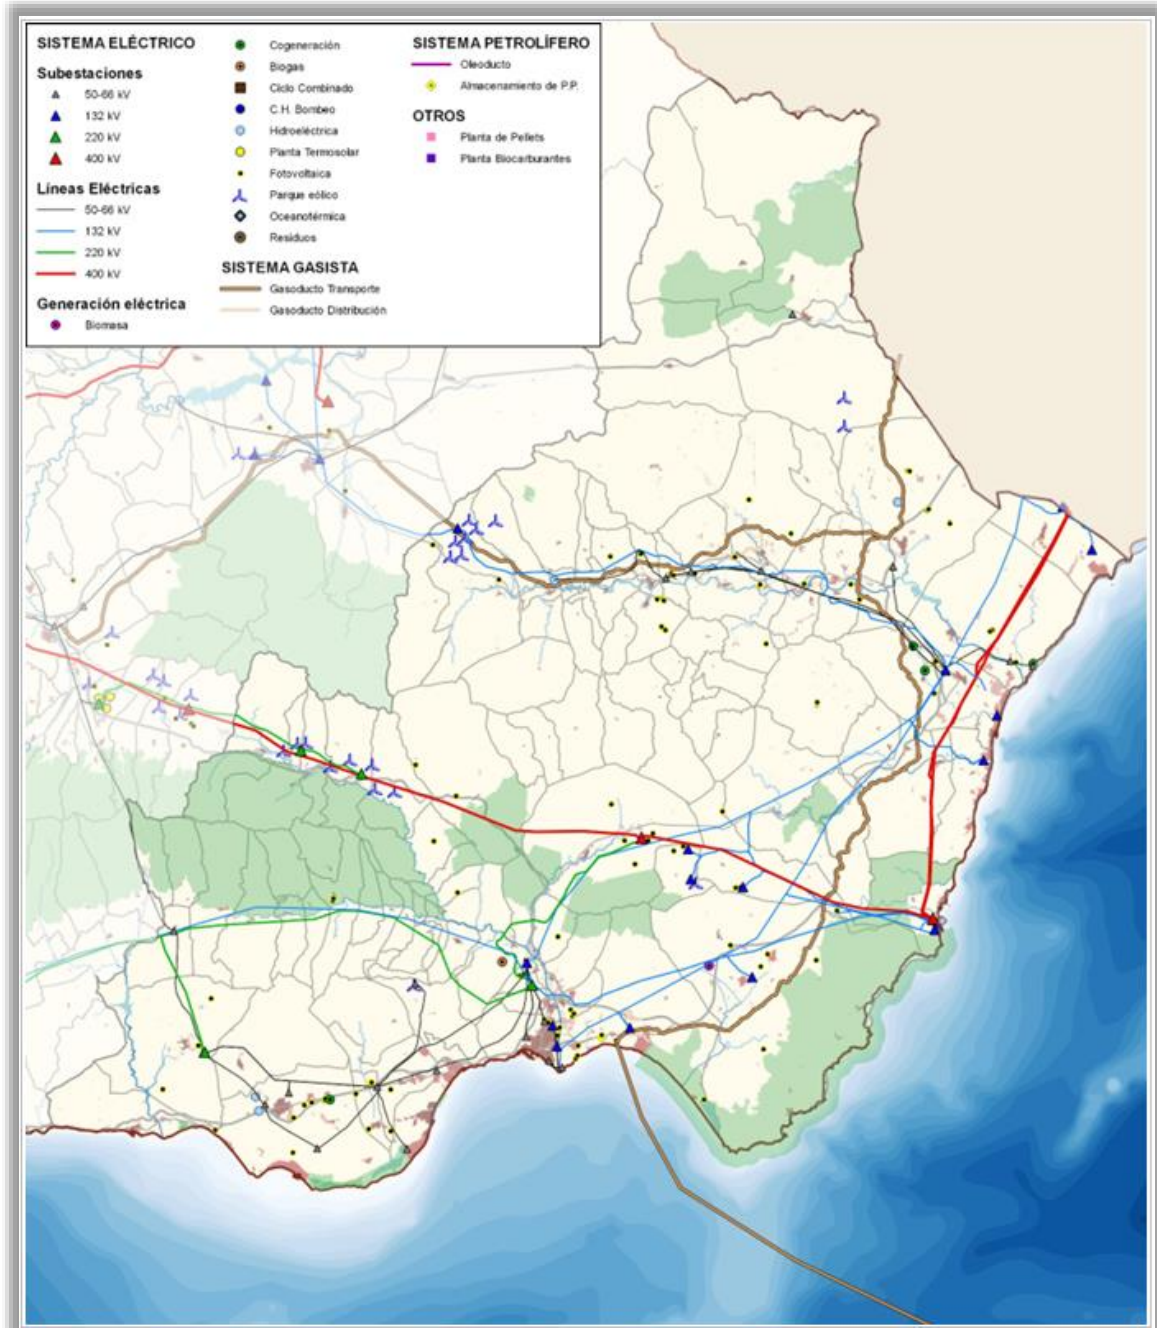 SISTEMA ELÉCTRICO
Subestaciones
50-66 kV
132 kV
220 kV
400 kV
Líneas Eléctricas
50-66 kV
132 kV
220 kV
400 kV
Generación eléctrica
Biomasa
Cogeneración
Biogas
Ciclo Combinado
C.H. Bombeo
Hidroeléctrica
Planta Termosolar
Fotovoltaica
Parque eólico
Oceanotérmica
Residuos
SISTEMA GASISTA
Gasoducto Transporte
Gasoducto Distribución
SISTEMA PETROLÍFERO
Oleoducto
Almacenamiento de P.P.
OTROS
Planta de Pellets
Planta Biocarburantes